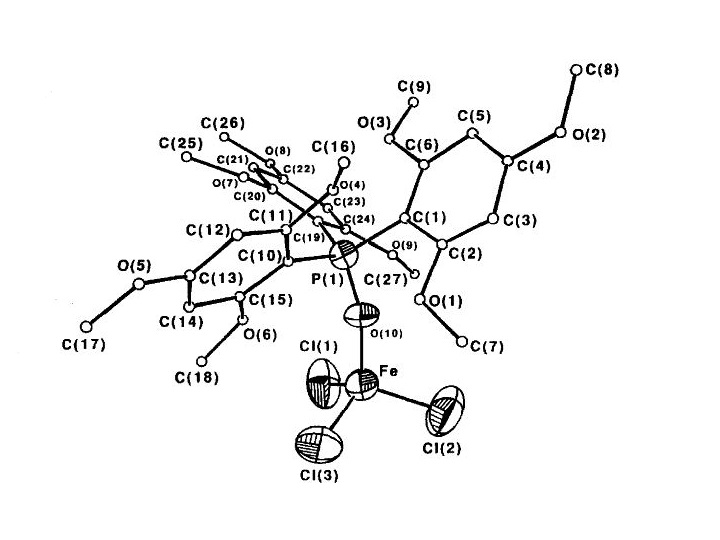 C(8)
C(9)
O(3)
C(5)
O(2)
C(26)
C(6)
C(4)
C(25)
O(8)
C(16)
C(21)
C(22)
O(7)
O(4)
C(20)
C(23)
C(11)
C(24)
C(1)
C(3)
C(12)
C(19)
O(9)
C(2)
C(10)
O(5)
C(13)
P(1)
C(27)
C(15)
O(1)
C(14)
O(6)
O(10)
C(17)
Cl(1)
C(7)
C(18)
Fe
Cl(2)
Cl(3)